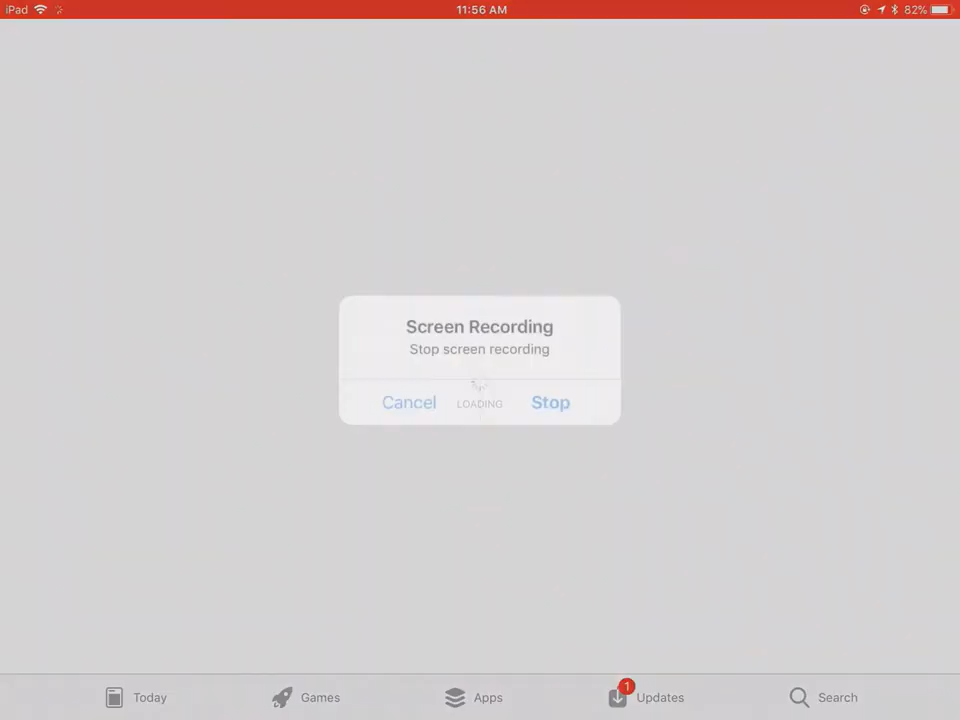 iPad 11:56 AM 82%
Screen Recording
Stop screen recording
Cancel LOADING Stop
Today Games Apps 1 Updates Search